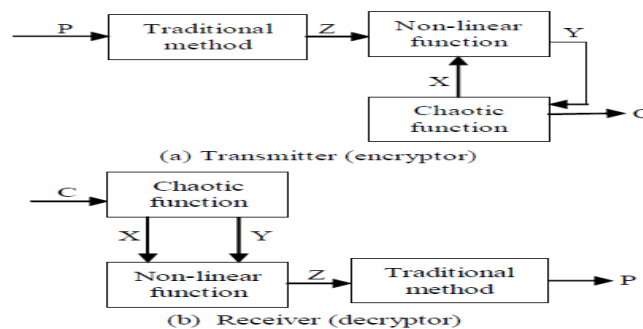 P
Traditional
method
Z
Non-linear
function
Y
X
Chaotic
function
C
(a) Transmitter (encryptor)
C
Chaotic
function
X
Y
Non-linear
function
Z
Traditional
method
P
(b) Receiver (decryptor)